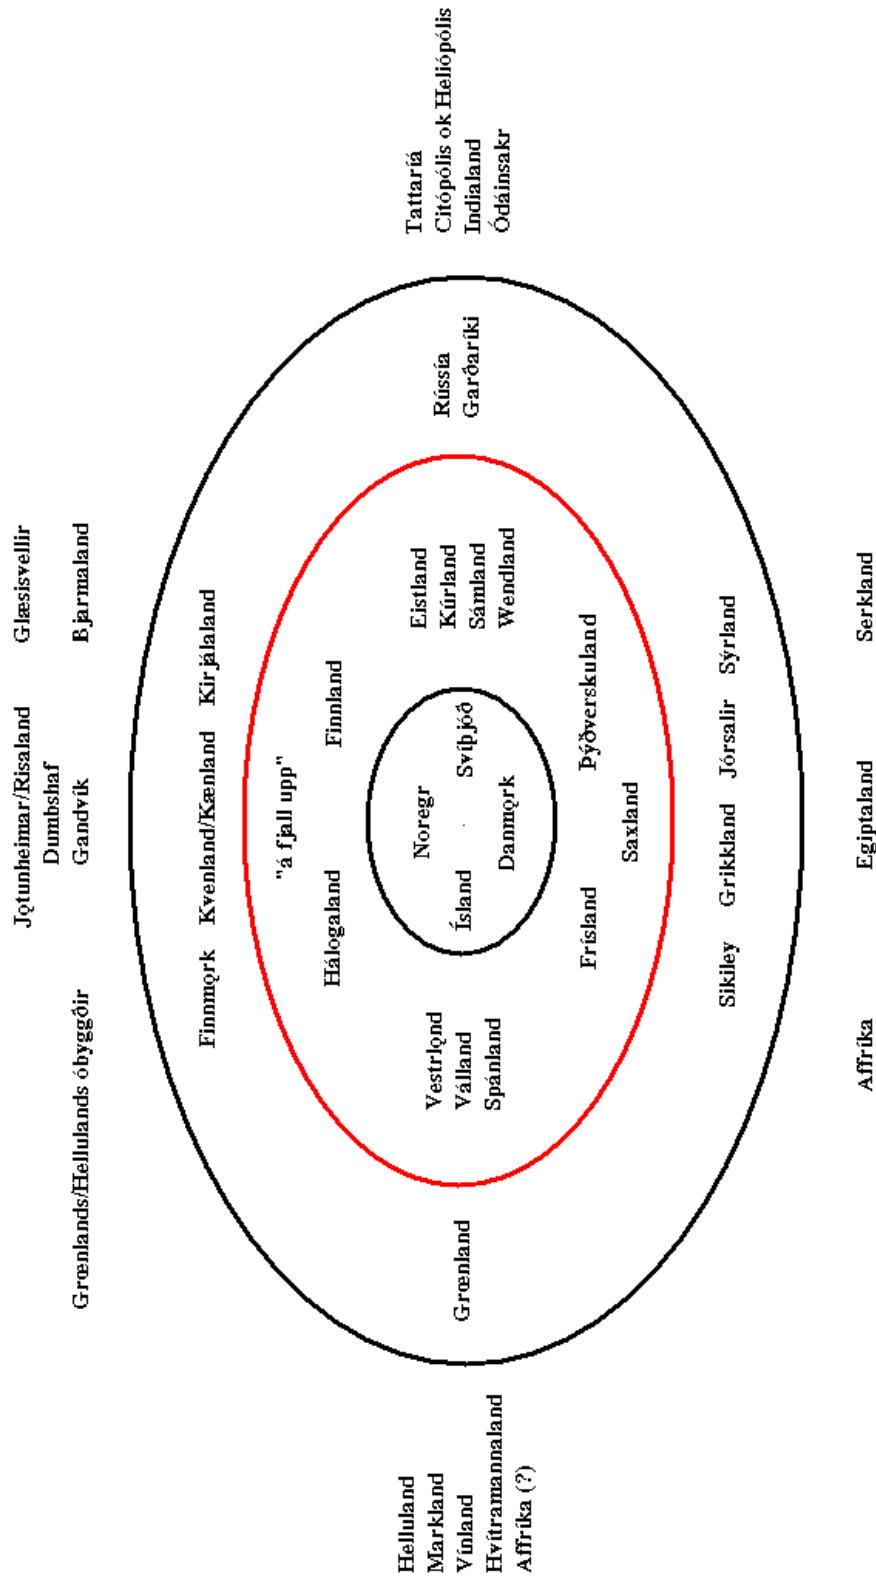 Jǫtunheimar/Risaland
Dumbshaf
Gandvík
Glæsisvellir
Bjarmaland
Grœnlands/Hellulands óbyggðir
Finnmǫrk
Kvenland/Kænland
Kirjálaland
"á fjall upp"
Hálogaland
Finnland
Helluland
Markland
Vínland
Hvítramannaland
Affríka (?)
Grœnland
Vestrlǫnd
Válland
Spánland
Noregr
Ísland
Svíþjóð
Danmǫrk
Eistland
Kúrland
Sámland
Wendland
Rússía
Garðaríki
Tattaríá
Citópólis ok Heliópólis
Indialand
Ódáinsakr
Frísland
Saxland
Þýðverskuland
Sikiley
Grikkland
Jórsalir
Sýrland
Affríka
Egiptaland
Serkland